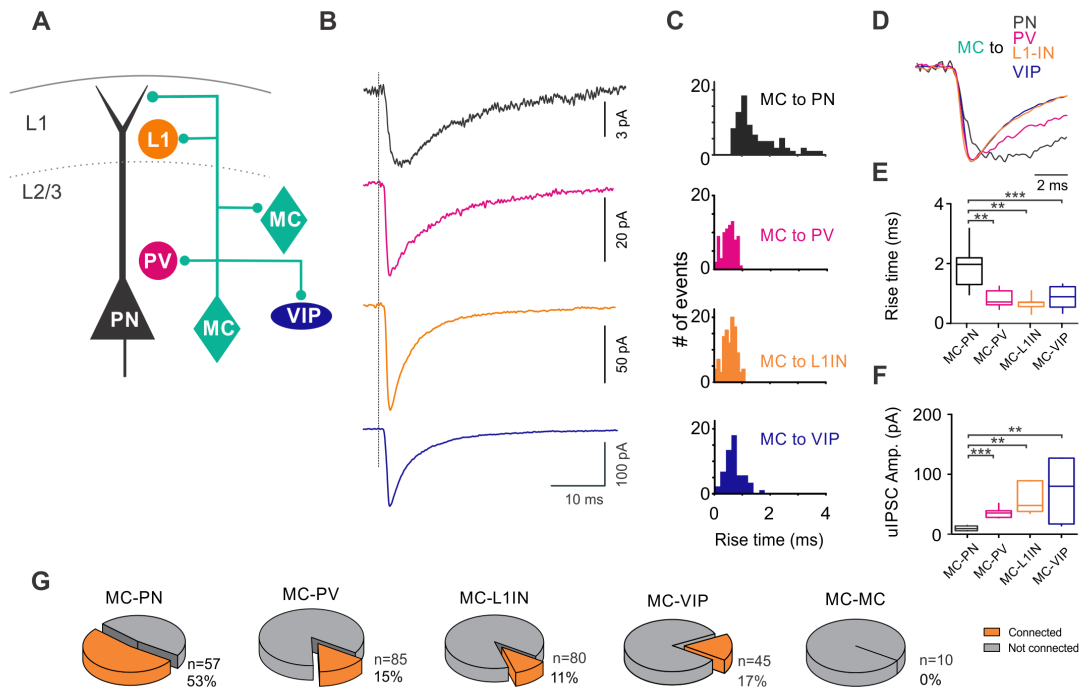 A
L1
L2/3
L1
MC
PV
VIP
PN
MC
B
3 pA
20 pA
50 pA
100 pA
10 ms
C
# of events
20
10
0
MC to PN
20
10
0
MC to PV
20
10
0
MC to L1IN
20
10
0
MC to VIP
0 2 4
Rise time (ms)
D
MC to
PN
PV
L1-IN
VIP
2 ms
E
Rise time (ms)
4
2
0
***
**
**
MC-PN
MC-PV
MC-L1IN
MC-VIP
F
uIPSC Amp. (pA)
200
100
0
**
**
***
MC-PN
MC-PV
MC-L1IN
MC-VIP
G
MC-PN
n=57
53%
MC-PV
n=85
15%
MC-L1IN
n=80
11%
MC-VIP
n=45
17%
MC-MC
n=10
0%
Connected
Not connected